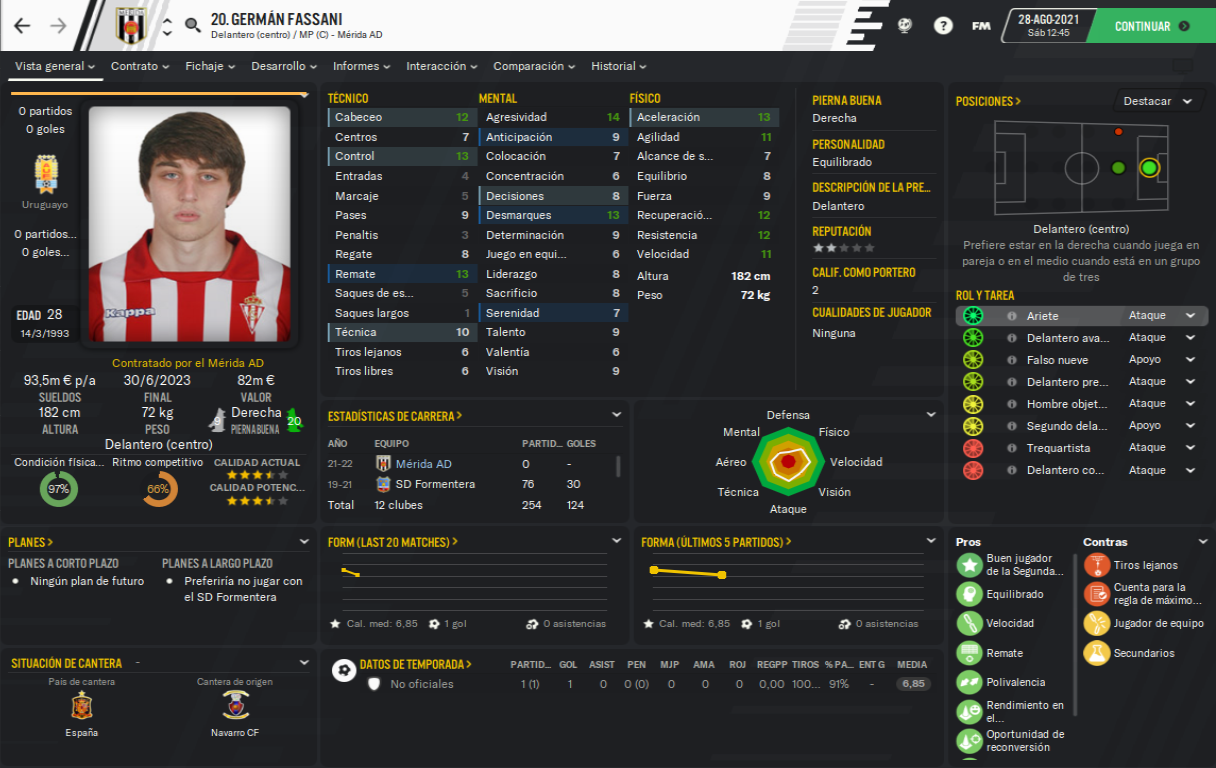 20. GERMÁN FASSANI
Delantero (centro) / MP (C) - Mérida AD
?
FM
28-AGO-2021
Sáb 12:45
CONTINUAR
Vista general
Contrato
Fichaje
Desarrollo
Informes
Interacción
Comparación
Historial
0 partidos
0 goles
Uruguayo
0 partidos...
0 goles...
EDAD 28
14/3/1993
Kappa
Contratado por el Mérida AD
93,5m € p/a
SUELDOS
30/6/2023
FINAL
82m €
VALOR
182 cm
ALTURA
72 kg
PESO
9
Derecha
PIERNA BUENA
20
Delantero (centro)
Condición física...
97%
Ritmo competitivo
66%
CALIDAD ACTUAL
CALIDAD POTENC...
TÉCNICO
Cabeceo 12
Centros 7
Control 13
Entradas 4
Marcaje 5
Pases 9
Penaltis 3
Regate 8
Remate 13
Saques de es... 5
Saques largos 1
Técnica 10
Tiros lejanos 6
Tiros libres 6
MENTAL
Agresividad 14
Anticipación 9
Colocación 7
Concentración 6
Decisiones 8
Desmarques 13
Determinación 9
Juego en equi... 6
Liderazgo 8
Sacrificio 8
Serenidad 7
Talento 9
Valentía 6
Visión 9
FÍSICO
Aceleración 13
Agilidad 11
Alcance de s... 7
Equilibrio 8
Fuerza 9
Recuperació... 12
Resistencia 12
Velocidad 11
Altura 182 cm
Peso 72 kg
PIERNA BUENA
Derecha
PERSONALIDAD
Equilibrado
DESCRIPCIÓN DE LA PRE...
Delantero
REPUTACIÓN
CALIF. COMO PORTERO
2
CUALIDADES DE JUGADOR
Ninguna
POSICIONES >
Destacar
Delantero (centro)
Prefiere estar en la derecha cuando juega en
pareja o en el medio cuando está en un grupo
de tres
ROL Y TAREA
Ariete Ataque
Delantero ava... Ataque
Falso nueve Apoyo
Delantero pre... Ataque
Hombre objet... Ataque
Segundo dela... Apoyo
Trequartista Ataque
Delantero co... Ataque
ESTADÍSTICAS DE CARRERA >
AÑO EQUIPO PARTID... GOLES
21-22 Mérida AD 0 -
19-21 SD Formentera 76 30
Total 12 clubes 254 124
Defensa
Físico
Velocidad
Visión
Ataque
Técnica
Aéreo
Mental
PLANES >
PLANES A CORTO PLAZO
Ningún plan de futuro
PLANES A LARGO PLAZO
Preferiría no jugar con
el SD Formentera
FORM (LAST 20 MATCHES) >
Cal. med: 6,85 1 gol 0 asistencias
FORMA (ÚLTIMOS 5 PARTIDOS) >
Cal. med: 6,85 1 gol 0 asistencias
Pros
Buen jugador
de la Segunda...
Equilibrado
Velocidad
Remate
Polivalencia
Rendimiento en
el...
Oportunidad de
reconversión
Contras
Tiros lejanos
Cuenta para la
regla de máximo...
Jugador de equipo
Secundarios
SITUACIÓN DE CANTERA -
País de cantera
España
Cantera de origen
Navarro CF
DATOS DE TEMPORADA >
PARTID... GOL ASIST PEN MJP AMA ROJ REGPP TIROS % PA... ENT G MEDIA
No oficiales 1 (1) 1 0 0 (0) 0 0 0 0,00 100... 91% - 6,85